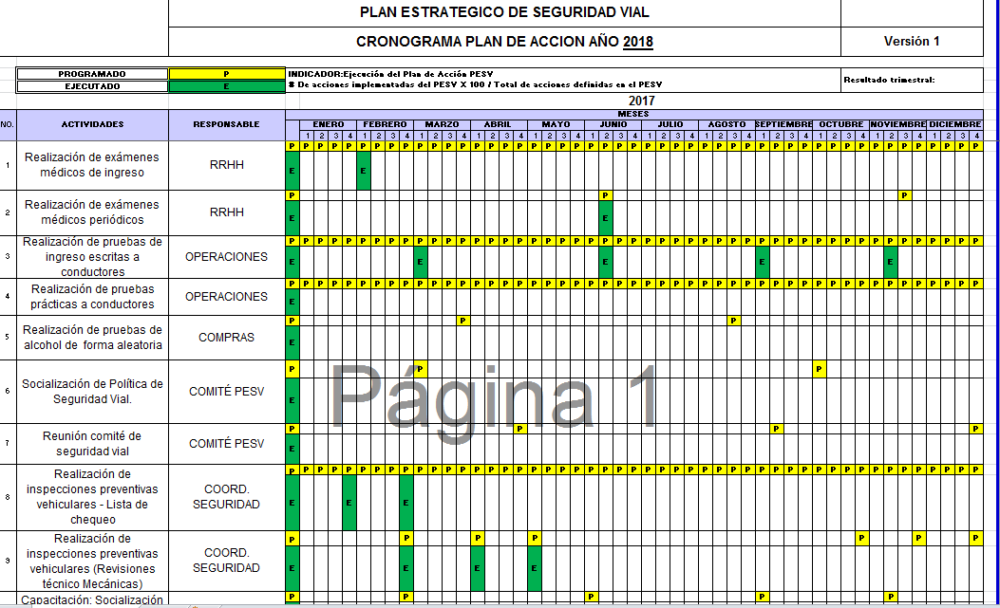 PLAN ESTRATEGICO DE SEGURIDAD VIAL
CRONOGRAMA PLAN DE ACCION AÑO 2018
Versión 1
PROGRAMADO P
EJECUTADO E
INDICADOR:Ejecución del Plan de Acción PESV
# De acciones implementadas del PESV X 100 / Total de acciones definidas en el PESV
Resultado trimestral:
2017
MESES
NO. ACTIVIDADES RESPONSABLE
ENERO FEBRERO MARZO ABRIL MAYO JUNIO JULIO AGOSTO SEPTIEMBRE OCTUBRE NOVIEMBRE DICIEMBRE
1 2 3 4 1 2 3 4 1 2 3 4 1 2 3 4 1 2 3 4 1 2 3 4 1 2 3 4 1 2 3 4 1 2 3 4 1 2 3 4 1 2 3 4 1 2 3 4
P P P P P P P P P P P P P P P P P P P P P P P P P P P P P P P P P P P P P P P P P P P P P P P P P
1 Realización de exámenes
médicos de ingreso
RRHH
E E
P P P
2 Realización de exámenes
médicos periódicos
RRHH
E E
P P P P P P P P P P P P P P P P P P P P P P P P P P P P P P P P P P P P P P P P P P P P P P P P P
3 Realización de pruebas de
ingreso escritas a
conductores
OPERACIONES
E E E E E
P P P P P P P P P P P P P P P P P P P P P P P P P P P P P P P P P P P P P P P P P P P P P P P P P
4 Realización de pruebas
prácticas a conductores
OPERACIONES
E
P P P
5 Realización de pruebas de
alcohol de forma aleatoria
COMPRAS
E
P P P
6 Socialización de Política de
Seguridad Vial.
COMITÉ PESV
E
Página 1
P P P P
7 Reunión comité de
seguridad vial
COMITÉ PESV
E
P P P P P P P P P P P P P P P P P P P P P P P P P P P P P P P P P P P P P P P P P P P P P P P P P
8 Realización de
inspecciones preventivas
vehiculares - Lista de
chequeo
COORD.
SEGURIDAD
E E E
P P P P P P P
9 Realización de
inspecciones preventivas
vehiculares (Revisiones
técnico Mecánicas)
COORD.
SEGURIDAD
E E E E
P P P P P
Capacitación: Socialización